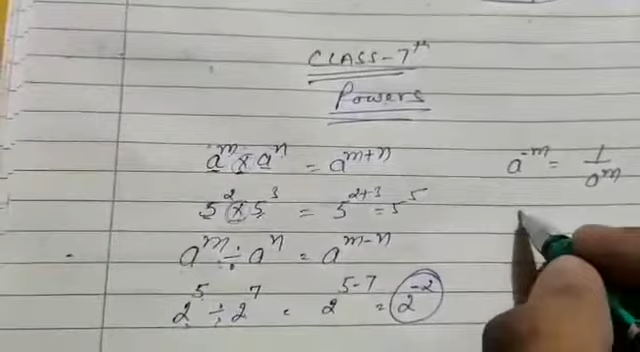 CLASS-7th
Powers
a^m × a^n = a^{m+n}
a^{-m} = 1/a^m
5^2 × 5^3 = 5^{2+3} = 5^5
a^m ÷ a^n = a^{m-n}
2^5 ÷ 2^7 = 2^{5-7} = 2^{-2}